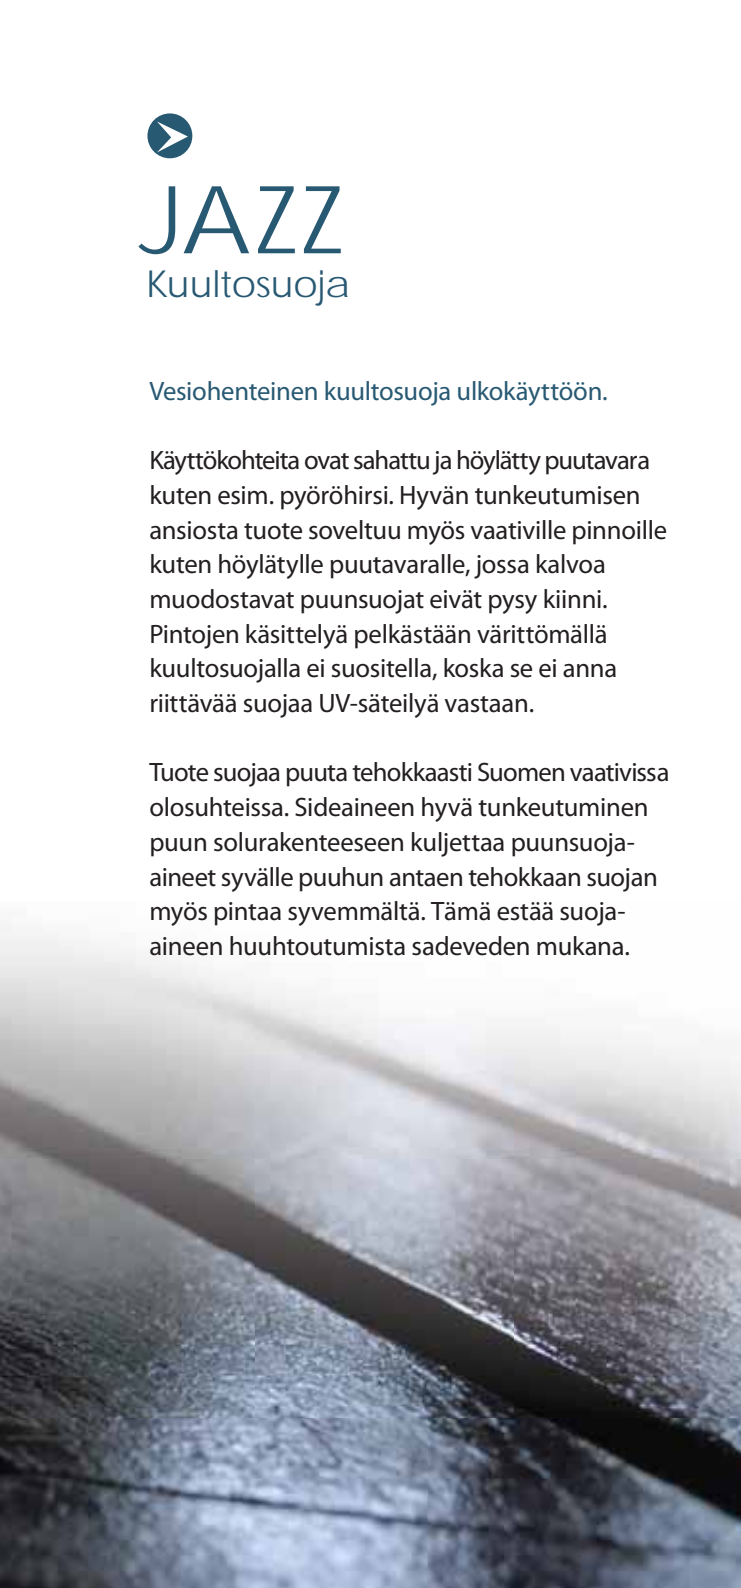 JAZZ
Kuultosuoja
Vesiohenteinen kuultosuoja ulkokäyttöön.
Käyttökohteita ovat sahattu ja höylätty puutavara
kuten esim. pyöröhirsi. Hyvän tunkeutumisen
ansiosta tuote soveltuu myös vaativille pinnoille
kuten höylätylle puutavaralle, jossa kalvoa
muodostavat puunsuojat eivät pysy kiinni.
Pintojen käsittelyä pelkästään värittömällä
kuultosuojalla ei suositella, koska se ei anna
riittävää suojaa UV-säteilyä vastaan.
Tuote suojaa puuta tehokkaasti Suomen vaativissa
olosuhteissa. Sideaineen hyvä tunkeutuminen
puun solurakenteeseen kuljettaa puunsuoja-
aineet syvälle puuhun antaen tehokkaan suojan
myös pintaa syvemmältä. Tämä estää suoja-
aineen huuhtoutumista sadeveden mukana.